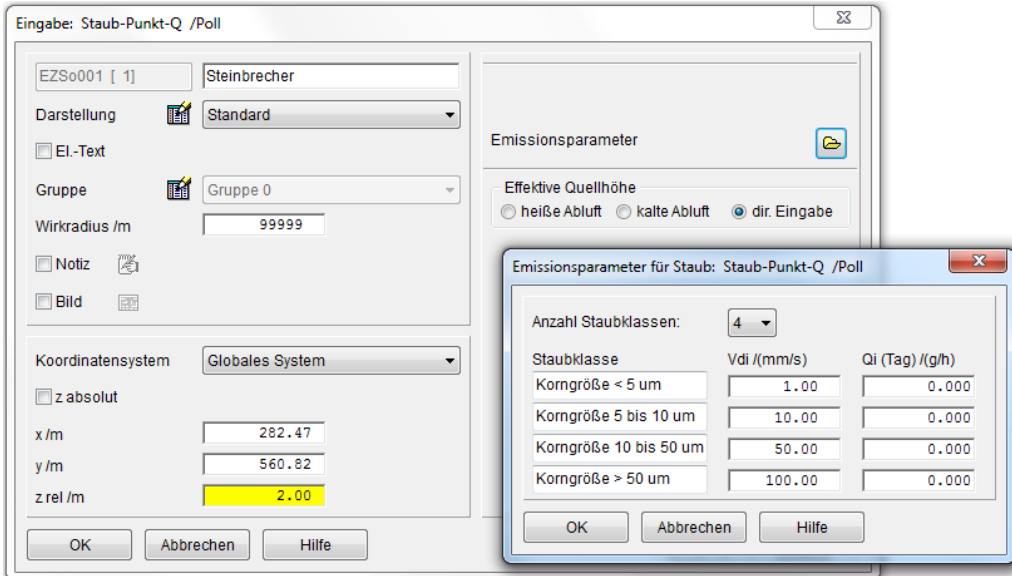 Eingabe: Staub-Punkt-Q /Poll
EZSo001 [ 1]
Steinbrecher
Darstellung
Standard
El.-Text
Gruppe
Gruppe 0
Wirkradius /m
99999
Notiz
Bild
Koordinatensystem
Globales System
z absolut
x /m
282.47
y /m
560.82
z rel /m
2.00
OK
Abbrechen
Hilfe
Emissionsparameter
Effektive Quellhöhe
heiße Abluft
kalte Abluft
dir. Eingabe
Emissionsparameter für Staub: Staub-Punkt-Q /Poll
Anzahl Staubklassen:
4
Staubklasse Vdi /(mm/s) Qi (Tag) /(g/h)
Korngröße < 5 um 1.00 0.000
Korngröße 5 bis 10 um 10.00 0.000
Korngröße 10 bis 50 um 50.00 0.000
Korngröße > 50 um 100.00 0.000
OK
Abbrechen
Hilfe